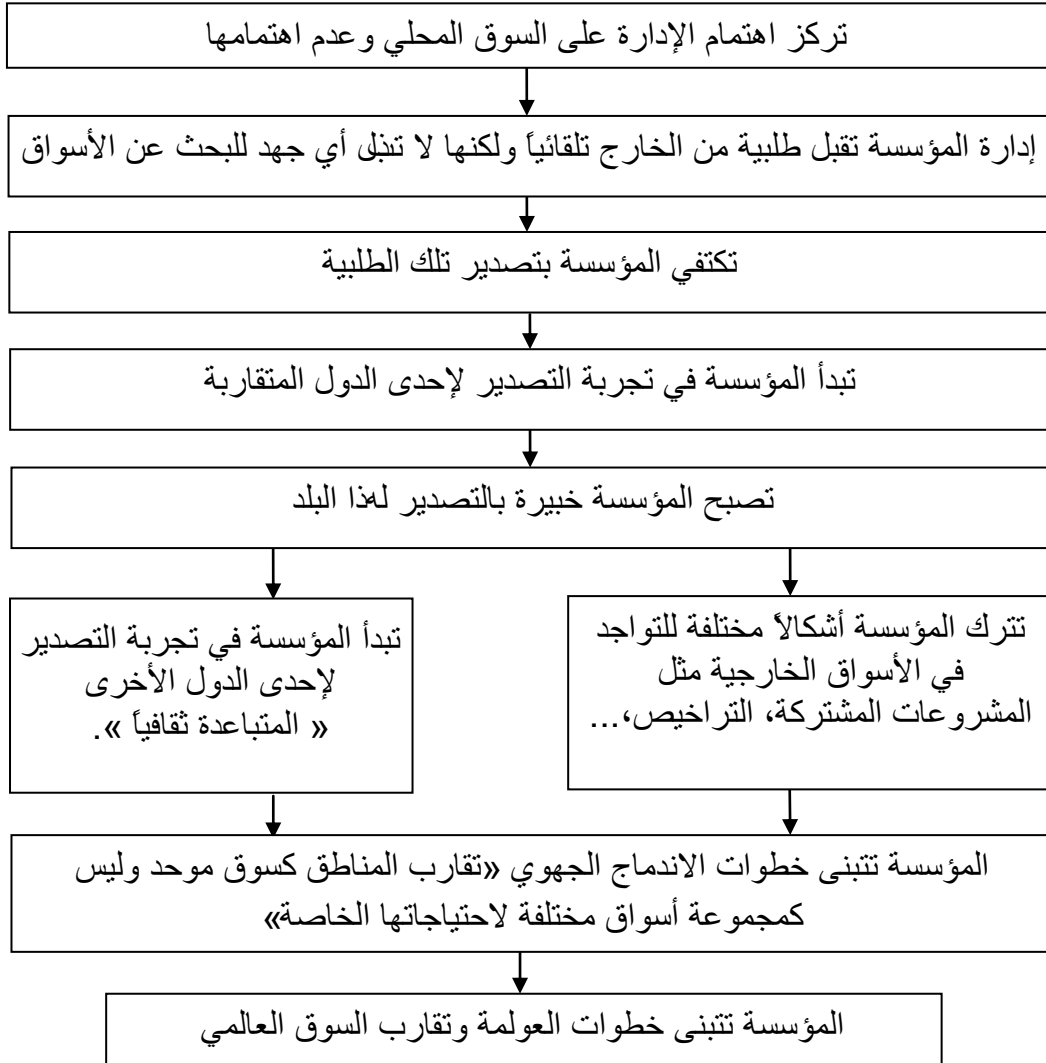 تركز اهتمام الإدارة على السوق المحلي وعدم اهتمامها
إدارة المؤسسة تقبل طلبية من الخارج تلقائياً ولكنها لا أي جهد للبحث عن الأسواق
تكتفي المؤسسة بتصدير تلك الطلبية
تبدأ المؤسسة في تجربة التصدير لإحدى الدول المتقاربة
تصبح المؤسسة خبيرة بالتصدير لهذا البلد
تترك المؤسسة أشكالاً مختلفة للتواجد
في الأسواق الخارجية مثل
المشروعات المشتركة، التراخيص،...
تبدأ المؤسسة في تجربة التصدير
لإحدى الدول الأخرى
« المتباعدة ثقافياً ».
المؤسسة تتبنى خطوات الاندماج الجهوي «تقارب المناطق كسوق موحد وليس
كمجموعة أسواق مختلفة لاحتياجاتها الخاصة»
المؤسسة تتبنى خطوات العولمة وتقارب السوق العالمي